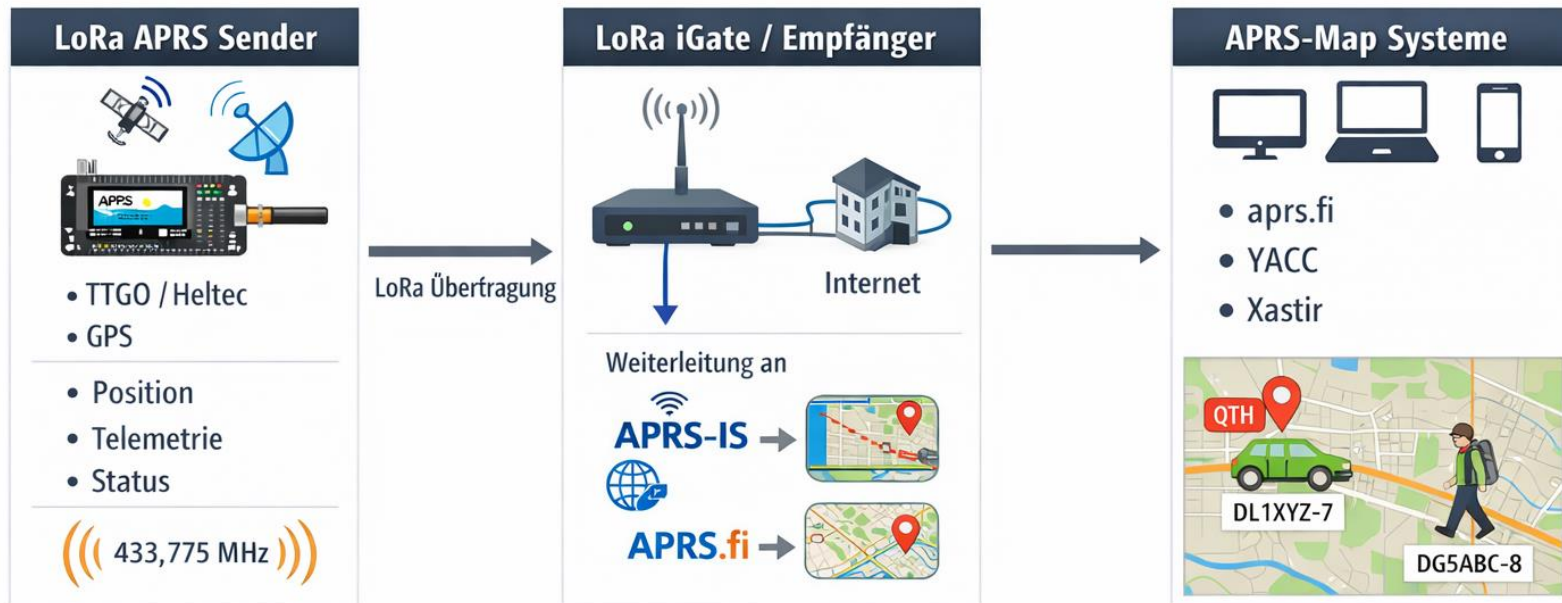 LoRa APRS Sender
APPS
• TTGO / Heltec
• GPS
• Position
• Telemetrie
• Status
433,775 MHz
LoRa Überfragung
LoRa iGate / Empfänger
Internet
Weiterleitung an
APRS-IS
APRS.fi
APRS-Map Systeme
• aprs.fi
• YACC
• Xastir
QTH
DL1XYZ-7
DG5ABC-8